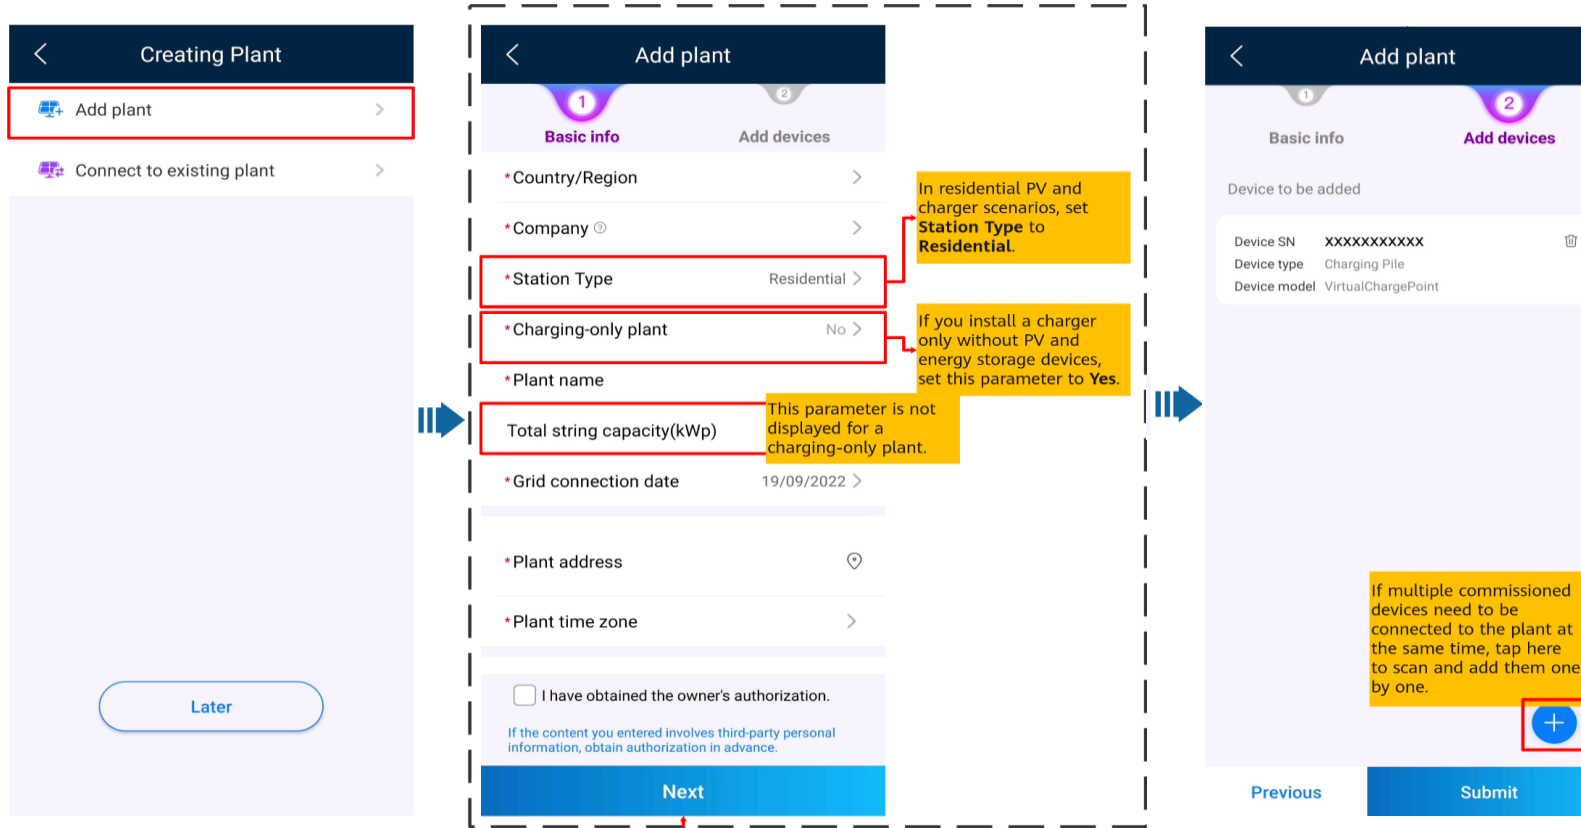 Creating Plant
Add plant
Connect to existing plant
Later
Add plant
1
2
Basic info
Add devices
*Country/Region
*Company
*Station Type
Residential
*Charging-only plant
No
*Plant name
Total string capacity(kWp)
*Grid connection date
19/09/2022
*Plant address
*Plant time zone
I have obtained the owner's authorization.
If the content you entered involves third-party personal
information, obtain authorization in advance.
Next
In residential PV and
charger scenarios, set
Station Type to
Residential.
If you install a charger
only without PV and
energy storage devices,
set this parameter to Yes.
This parameter is not
displayed for a
charging-only plant.
Add plant
1
2
Basic info
Add devices
Device to be added
Device SN XXXXXXXXXXX
Device type Charging Pile
Device model VirtualChargePoint
If multiple commissioned
devices need to be
connected to the plant at
the same time, tap here
to scan and add them one
by one.
Previous
Submit